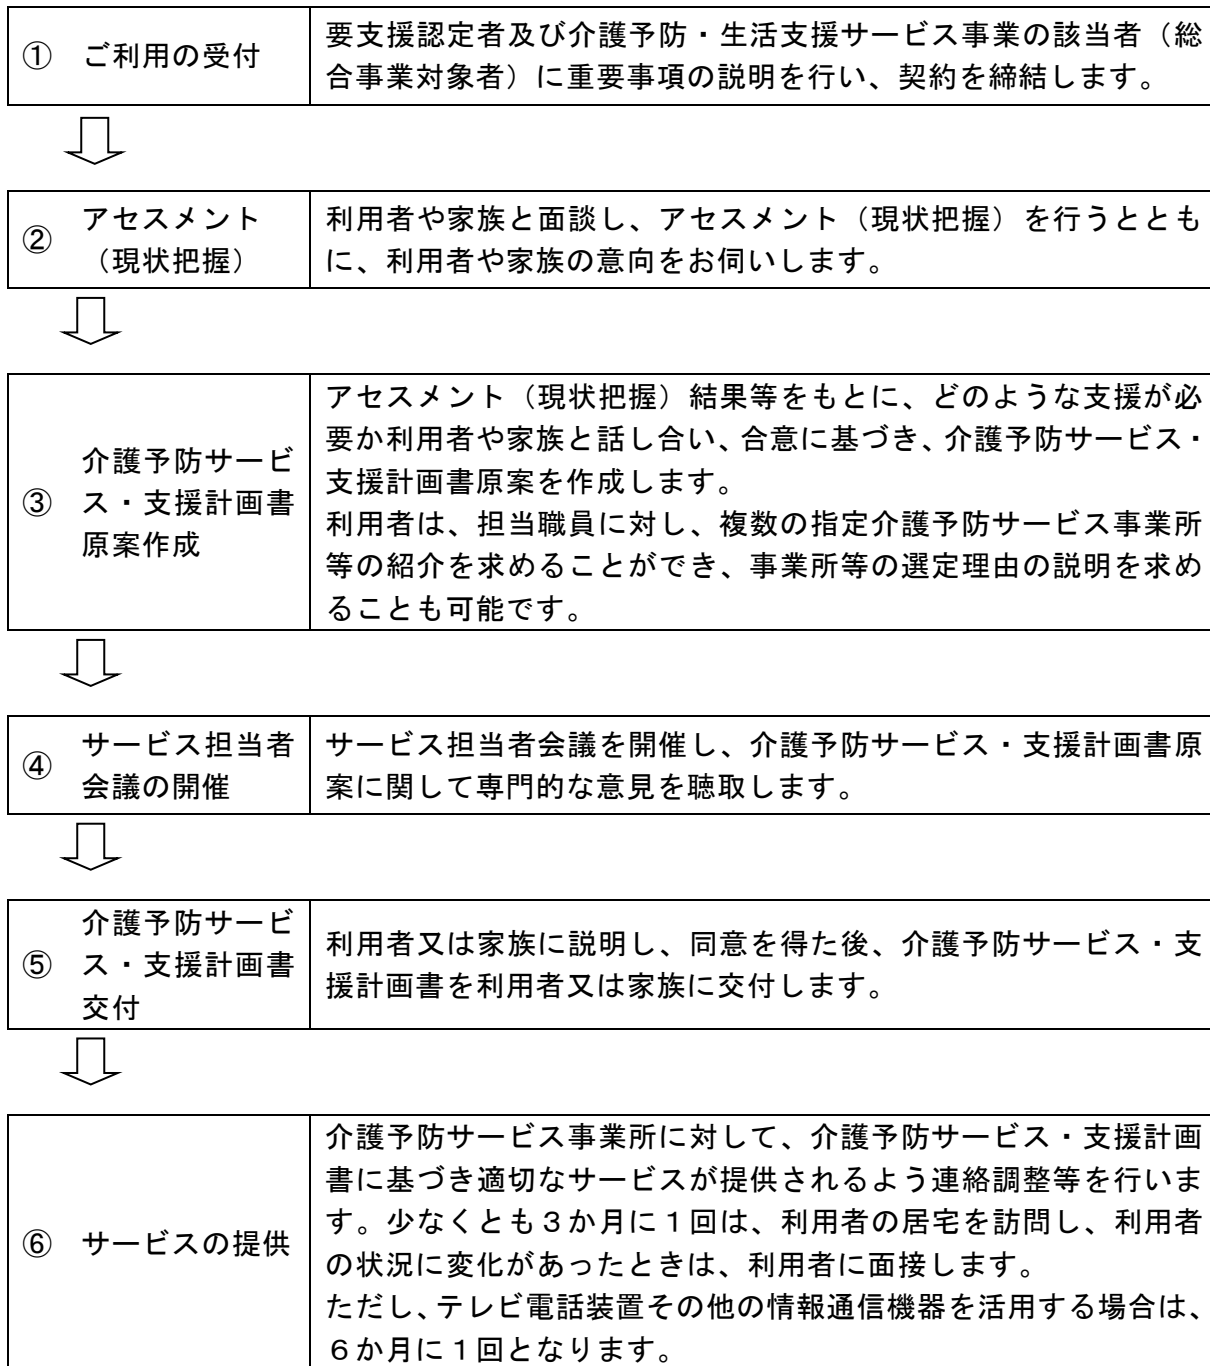 ① ご利用の受付
要支援認定者及び介護予防・生活支援サービス事業の該当者（総
合事業対象者）に重要事項の説明を行い、契約を締結します。
② アセスメント
（現状把握）
利用者や家族と面談し、アセスメント（現状把握）を行うととも
に、利用者や家族の意向をお伺いします。
③ 介護予防サービ
ス・支援計画書
原案作成
アセスメント（現状把握）結果等をもとに、どのような支援が必
要か利用者や家族と話し合い、合意に基づき、介護予防サービス・
支援計画書原案を作成します。
利用者は、担当職員に対し、複数の指定介護予防サービス事業所
等の紹介を求めることができ、事業所等の選定理由の説明を求め
ることも可能です。
④ サービス担当者
会議の開催
サービス担当者会議を開催し、介護予防サービス・支援計画書原
案に関して専門的な意見を聴取します。
⑤ 介護予防サービ
ス・支援計画書
交付
利用者又は家族に説明し、同意を得た後、介護予防サービス・支
援計画書を利用者又は家族に交付します。
⑥ サービスの提供
介護予防サービス事業所に対して、介護予防サービス・支援計画
書に基づき適切なサービスが提供されるよう連絡調整等を行いま
す。少なくとも３か月に１回は、利用者の居宅を訪問し、利用者
の状況に変化があったときは、利用者に面接します。
ただし、テレビ電話装置その他の情報通信機器を活用する場合は、
６か月に１回となります。